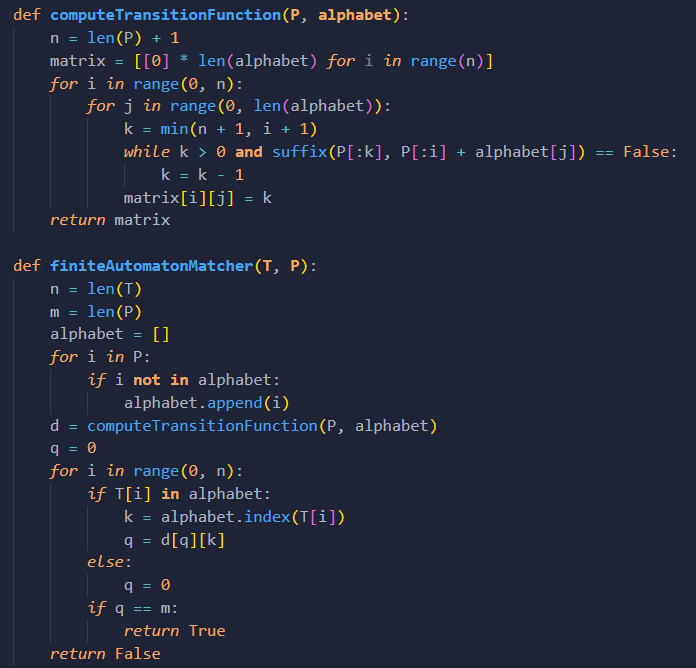 def computeTransitionFunction(P, alphabet):
    n = len(P) + 1
    matrix = [[0] * len(alphabet) for i in range(n)]
    for i in range(0, n):
        for j in range(0, len(alphabet)):
            k = min(n + 1, i + 1)
            while k > 0 and suffix(P[:k], P[:i] + alphabet[j]) == False:
                k = k - 1
            matrix[i][j] = k
    return matrix

def finiteAutomatonMatcher(T, P):
    n = len(T)
    m = len(P)
    alphabet = []
    for i in P:
        if i not in alphabet:
            alphabet.append(i)
    d = computeTransitionFunction(P, alphabet)
    q = 0
    for i in range(0, n):
        if T[i] in alphabet:
            k = alphabet.index(T[i])
            q = d[q][k]
        else:
            q = 0
        if q == m:
            return True
    return False